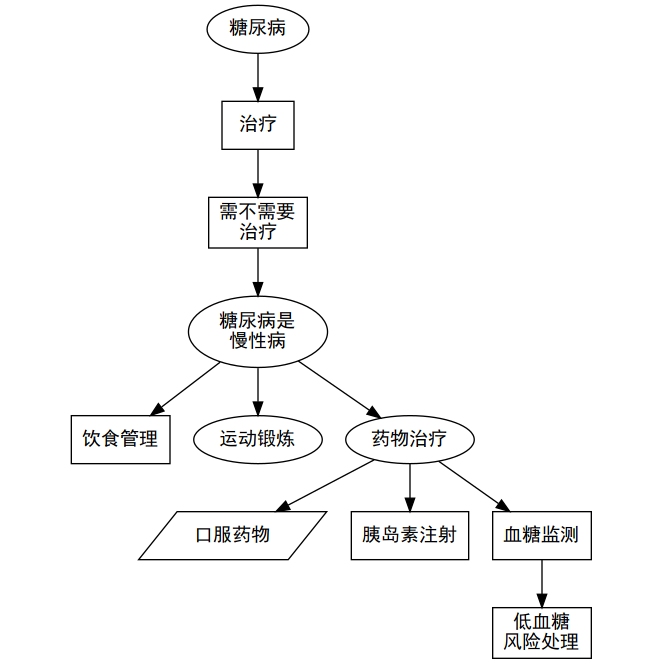 糖尿病
治疗
需不需要
治疗
糖尿病是
慢性病
饮食管理
运动锻炼
药物治疗
口服药物
胰岛素注射
血糖监测
低血糖
风险处理